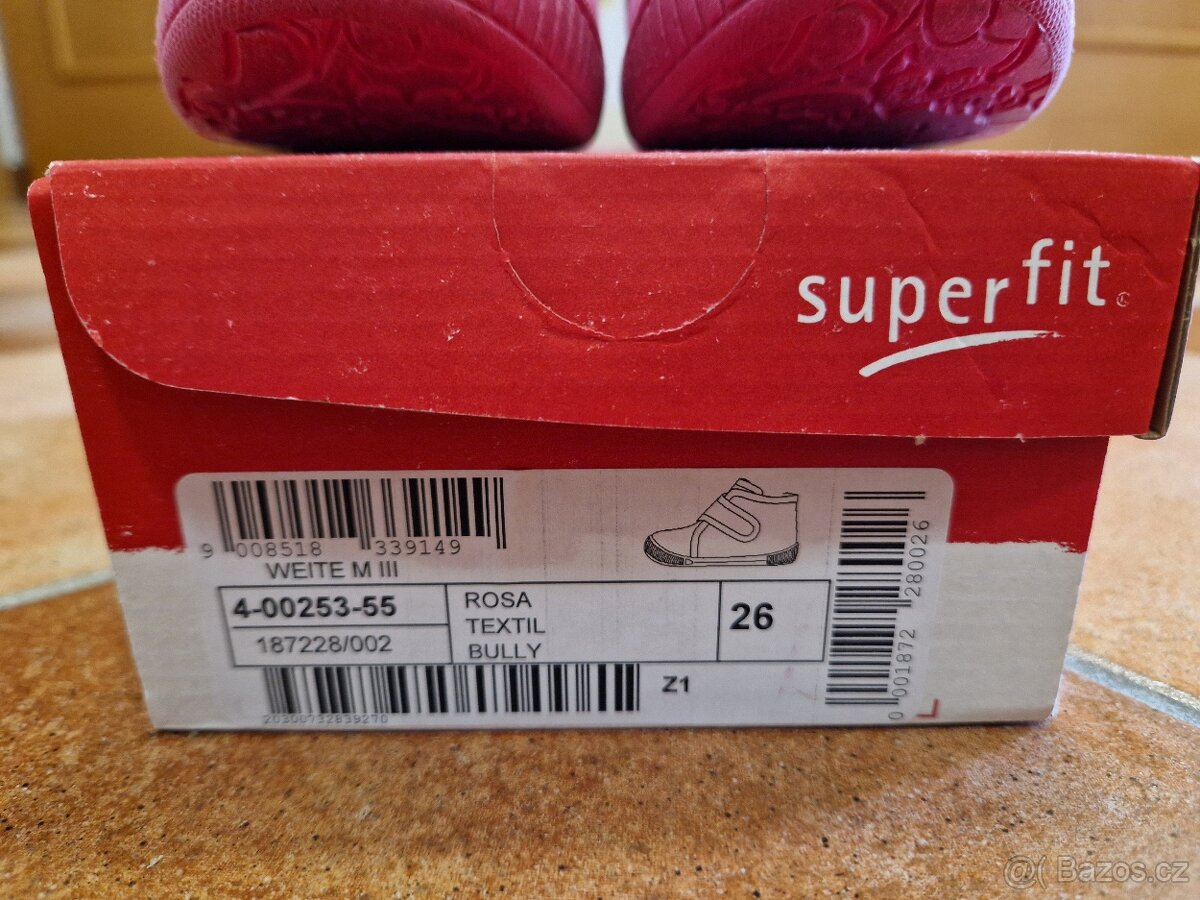 superfit
9 008518 339149
WEITE M III
4-00253-55
187228/002
ROSA
TEXTIL
BULLY
26
Z1
20300732839270
0 001872 280026
L
@( Bazos.cz